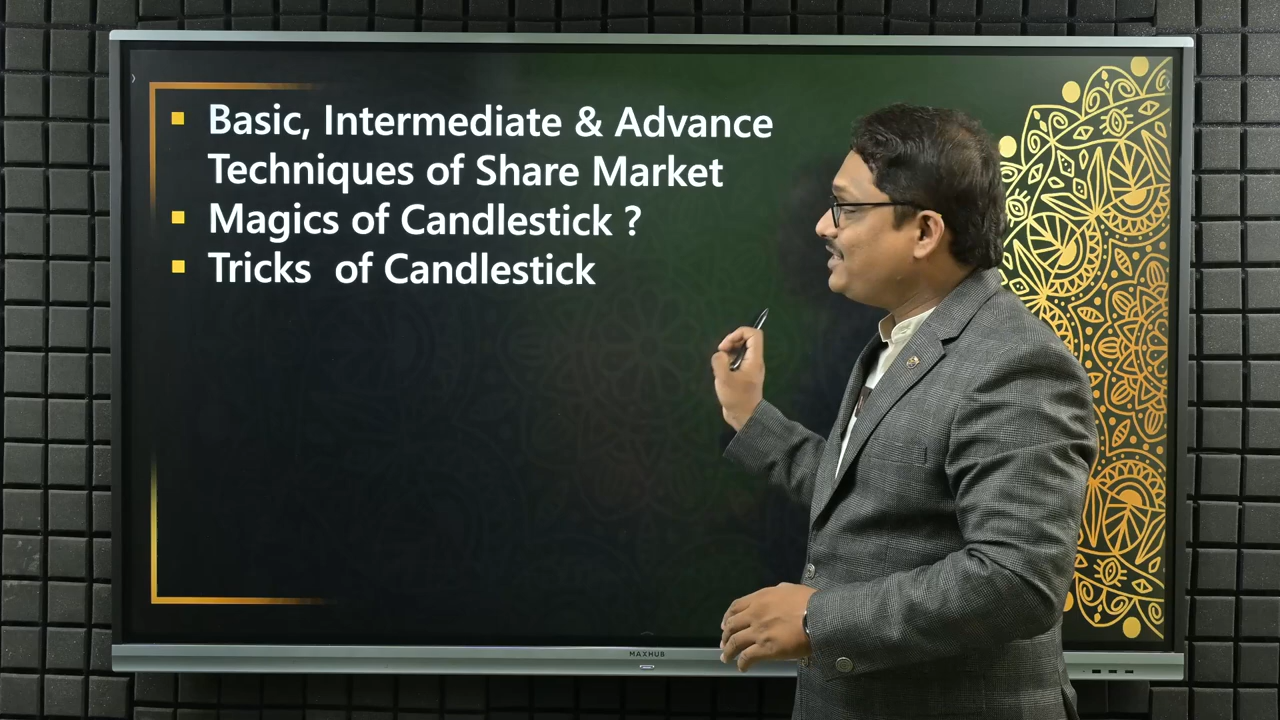 Basic, Intermediate & Advance
Techniques of Share Market
Magics of Candlestick ?
Tricks  of Candlestick
MAXHUB